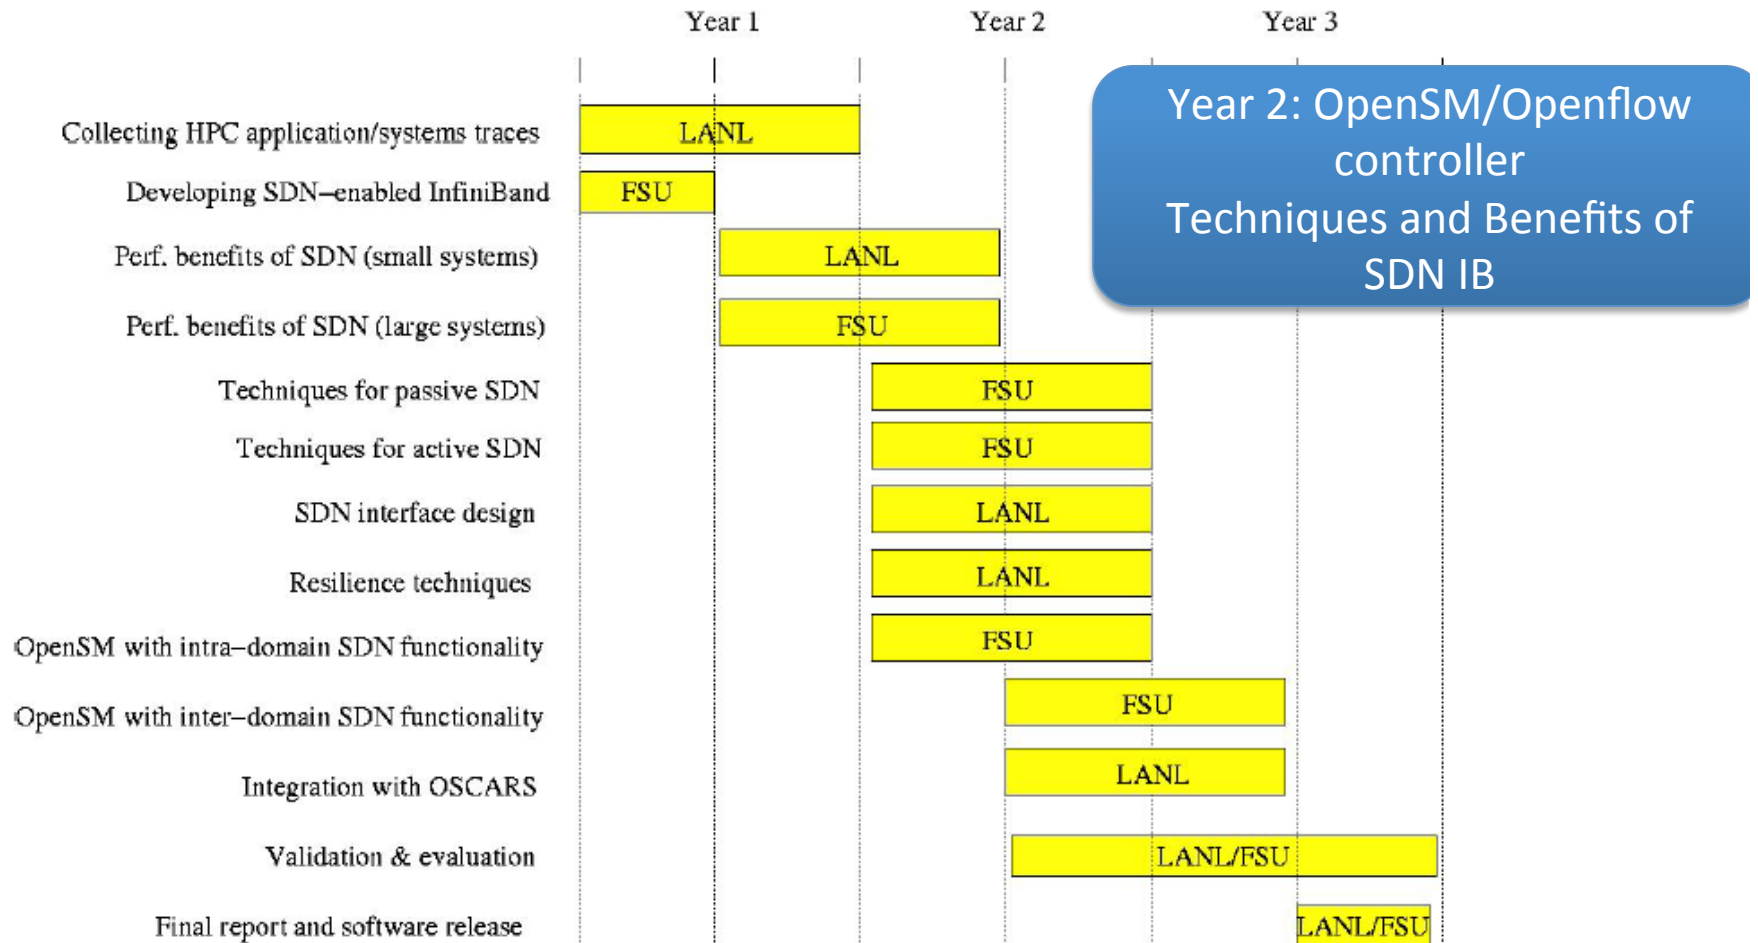 Year 1 Year 2 Year 3
Year 2: OpenSM/Openflow
controller
Techniques and Benefits of
SDN IB
Collecting HPC application/systems traces LANL
Developing SDN–enabled InfiniBand FSU
Perf. benefits of SDN (small systems) LANL
Perf. benefits of SDN (large systems) FSU
Techniques for passive SDN FSU
Techniques for active SDN FSU
SDN interface design LANL
Resilience techniques LANL
OpenSM with intra–domain SDN functionality FSU
OpenSM with inter–domain SDN functionality FSU
Integration with OSCARS LANL
Validation & evaluation LANL/FSU
Final report and software release LANL/FSU